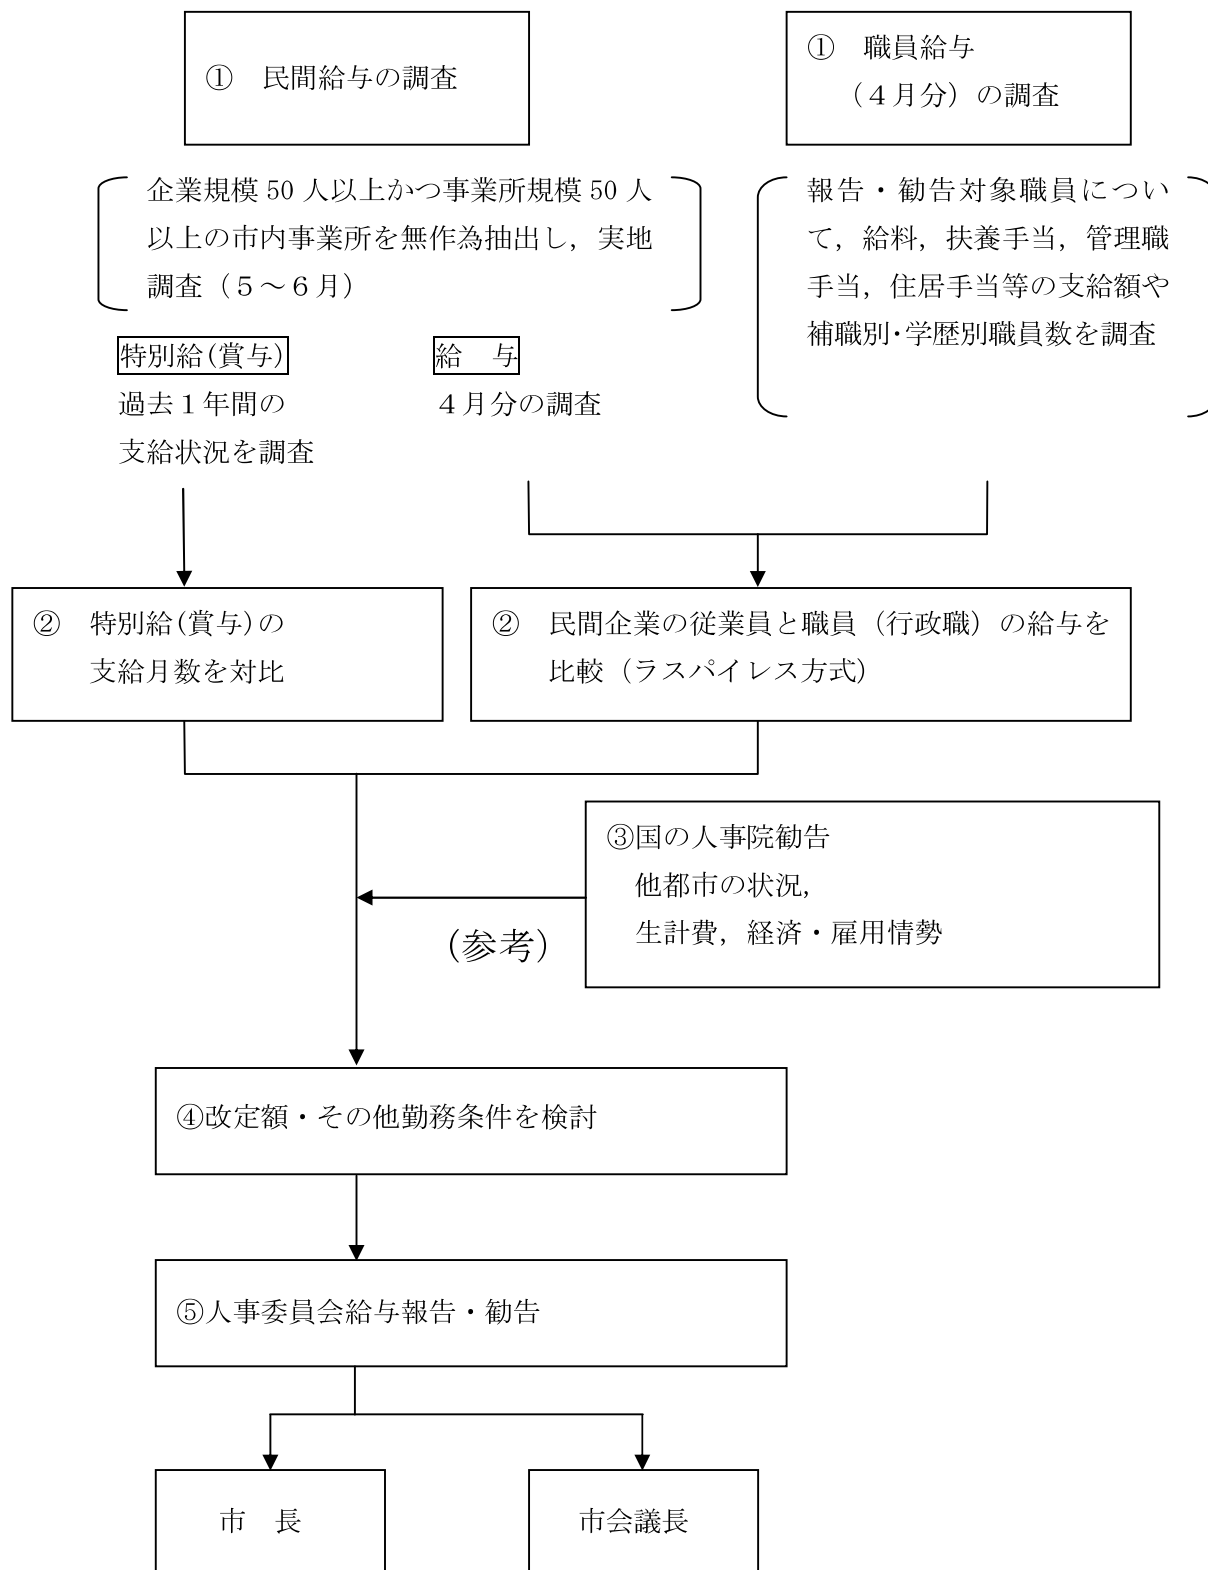 ① 民間給与の調査
① 職員給与
（４月分）の調査
企業規模 50 人以上かつ事業所規模 50 人
以上の市内事業所を無作為抽出し，実地
調査（５～６月）
報告・勧告対象職員につい
て，給料，扶養手当，管理職
手当，住居手当等の支給額や
補職別･学歴別職員数を調査
特別給(賞与)
過去１年間の
支給状況を調査
給　与
４月分の調査
② 特別給(賞与)の
支給月数を対比
② 民間企業の従業員と職員（行政職）の給与を
比較（ラスパイレス方式）
③国の人事院勧告
他都市の状況，
生計費，経済・雇用情勢
（参考）
④改定額・その他勤務条件を検討
⑤人事委員会給与報告・勧告
市　長
市会議長